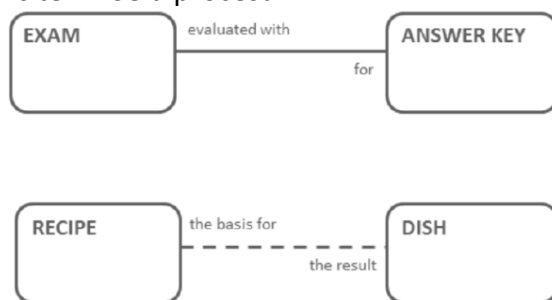 EXAM
evaluated with
ANSWER KEY
for
RECIPE
the basis for
DISH
the result